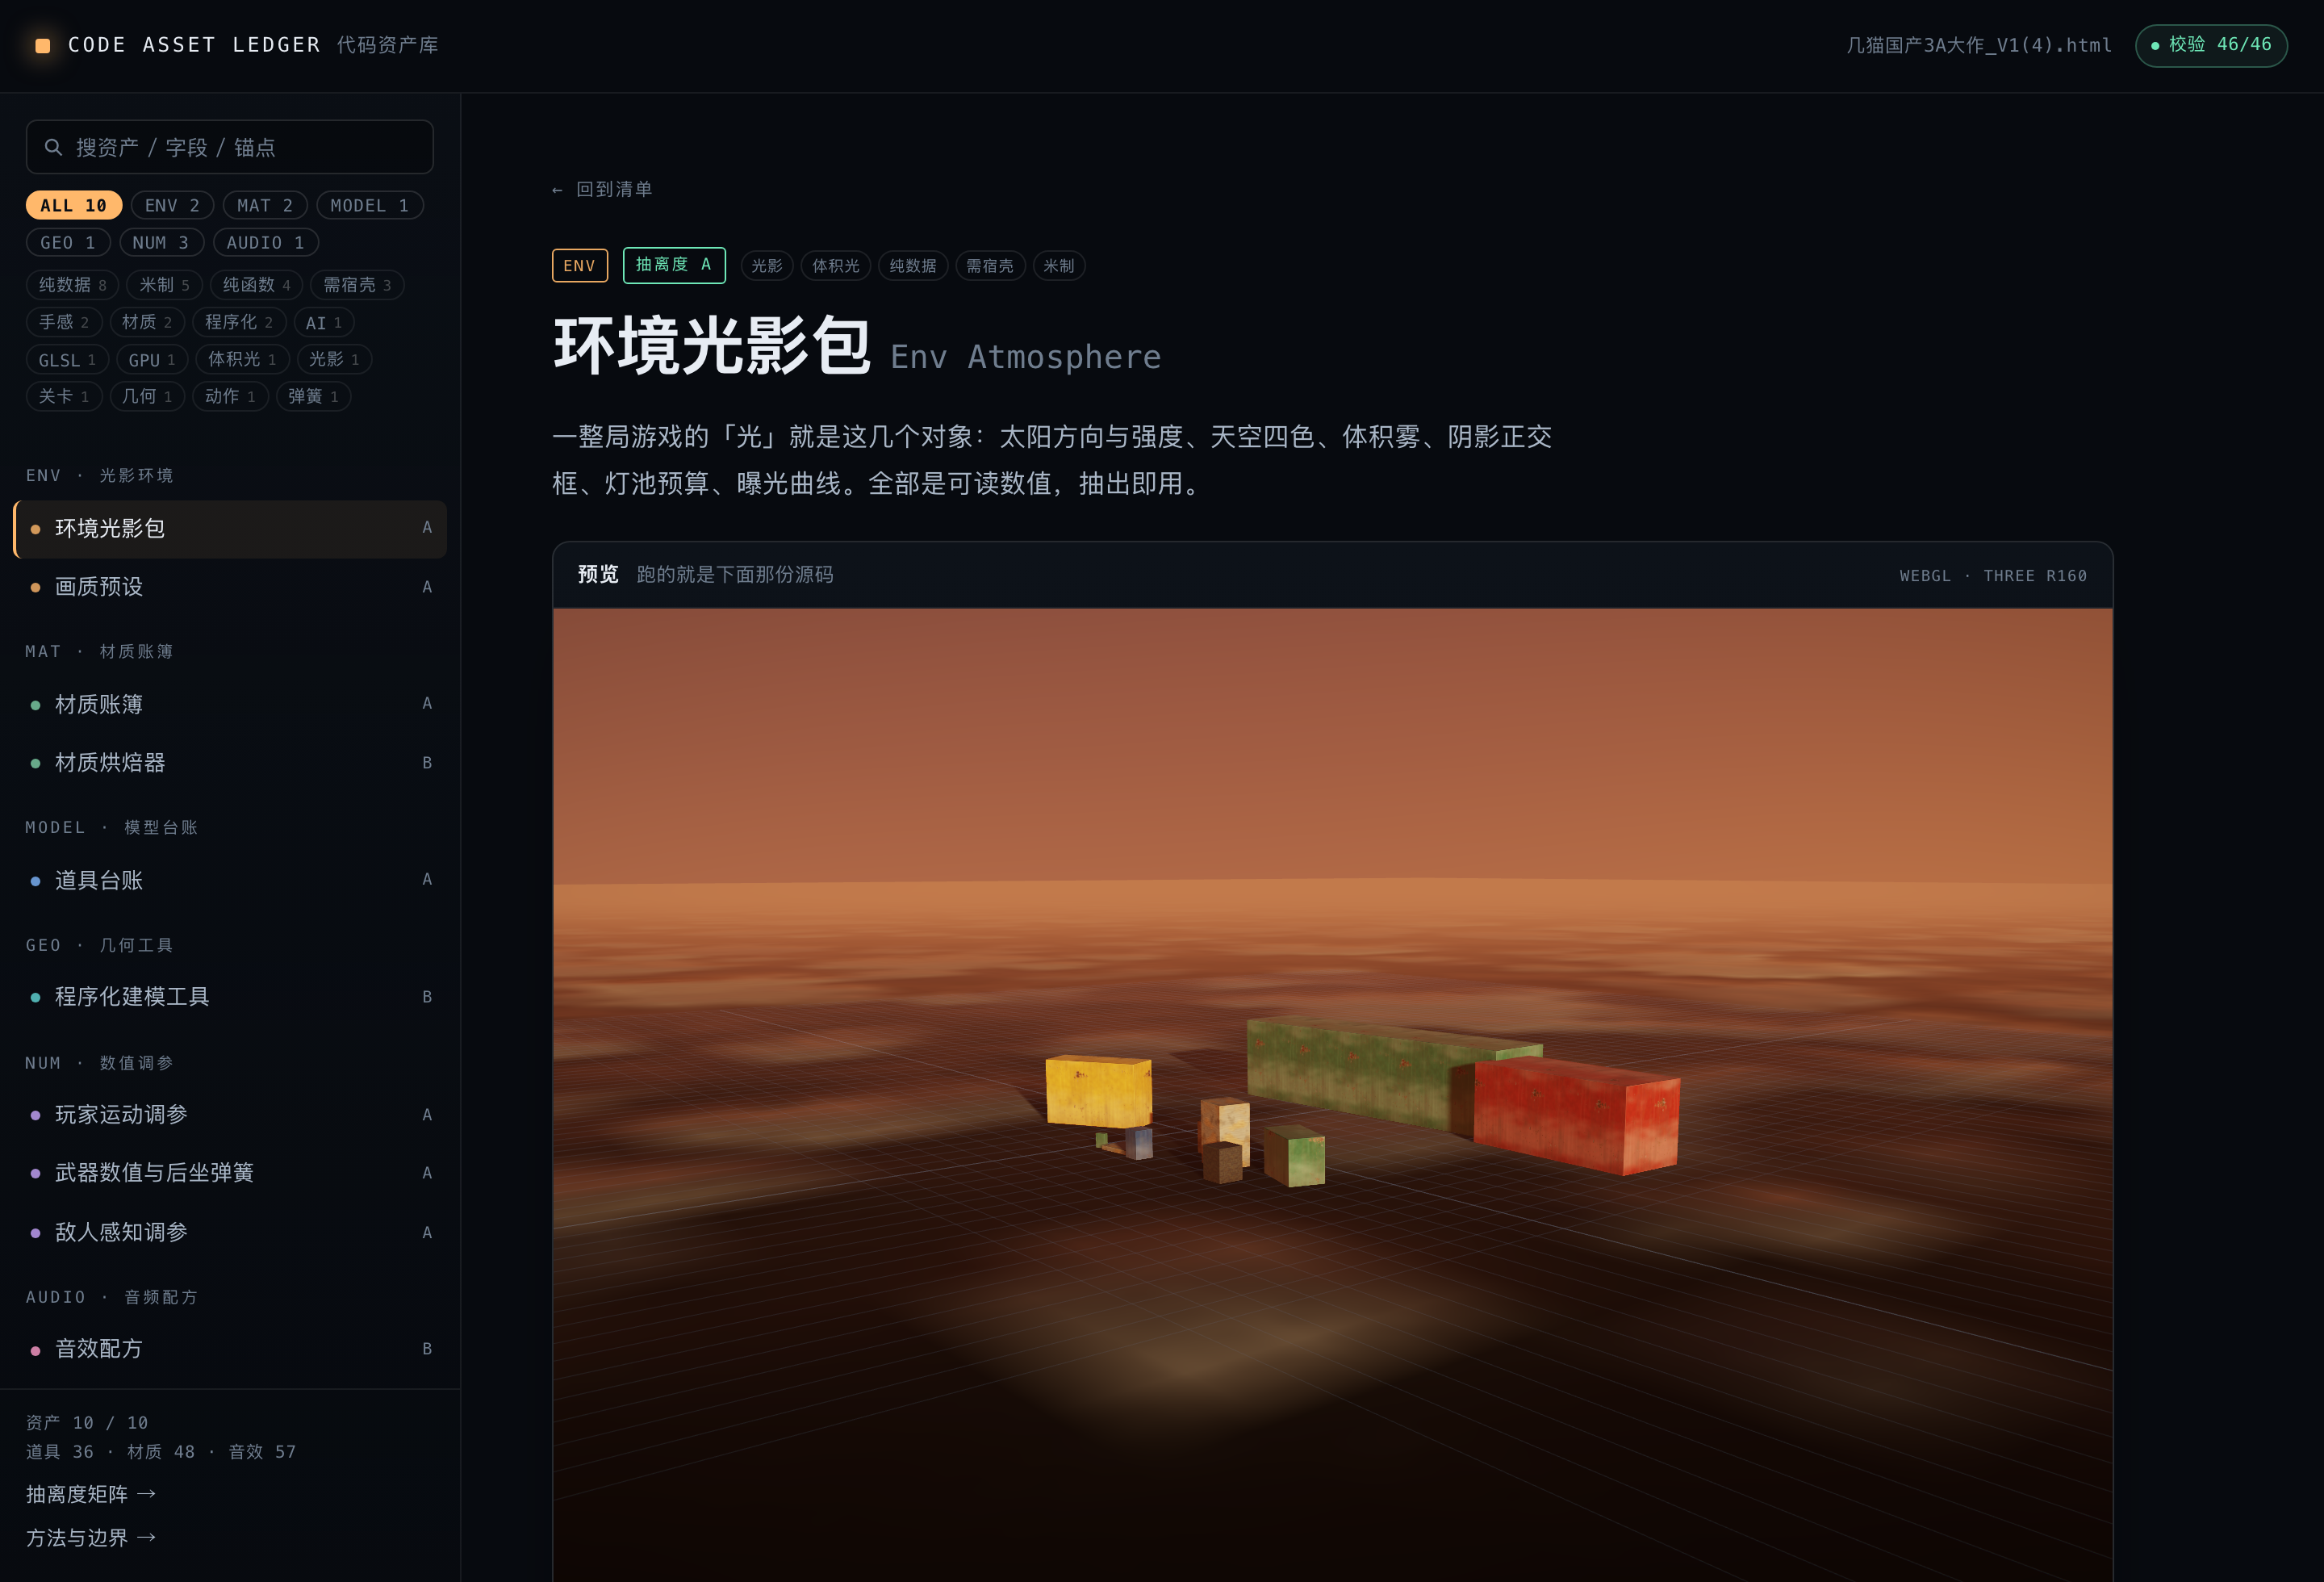 CODE ASSET LEDGER 代码资产库
几猫国产3A大作_V1(4).html
校验 46/46
搜资产 / 字段 / 锚点
ALL 10 ENV 2 MAT 2 MODEL 1
GEO 1 NUM 3 AUDIO 1
纯数据 8 米制 5 纯函数 4 需宿壳 3
手感 2 材质 2 程序化 2 AI 1
GLSL 1 GPU 1 体积光 1 光影 1
关卡 1 几何 1 动作 1 弹簧 1
ENV · 光影环境
环境光影包 A
画质预设 A
MAT · 材质账簿
材质账簿 A
材质烘焙器 B
MODEL · 模型台账
道具台账 A
GEO · 几何工具
程序化建模工具 B
NUM · 数值调参
玩家运动调参 A
武器数值与后坐弹簧 A
敌人感知调参 A
AUDIO · 音频配方
音效配方 B
资产 10 / 10
道具 36 · 材质 48 · 音效 57
抽离度矩阵 →
方法与边界 →
← 回到清单
ENV 抽离度 A 光影 体积光 纯数据 需宿壳 米制
环境光影包 Env Atmosphere
一整局游戏的「光」就是这几个对象：太阳方向与强度、天空四色、体积雾、阴影正交
框、灯池预算、曝光曲线。全部是可读数值，抽出即用。
预览 跑的就是下面那份源码
WEBGL · THREE R160